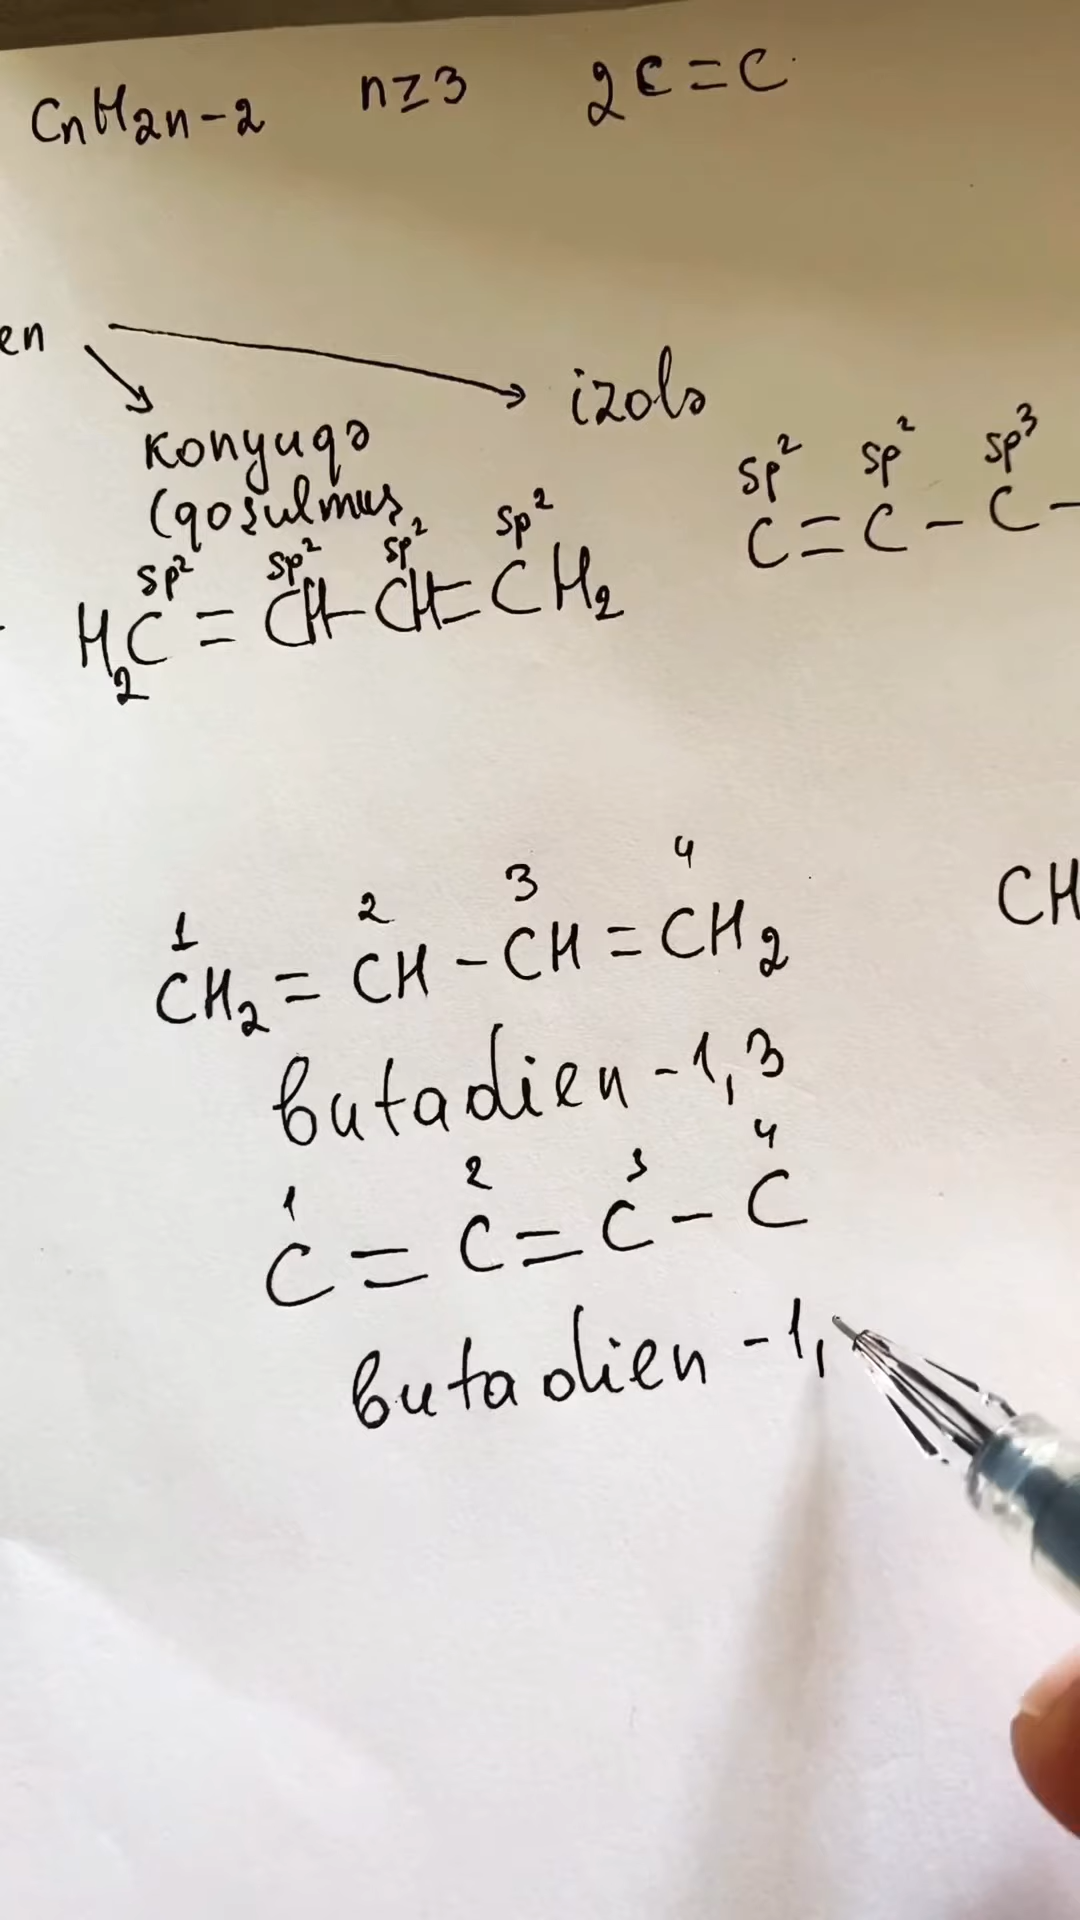 CnH2n-2 n≥3 2C=C
en
izolə
konyuqə
(qoşulmuş
sp² sp² sp² sp²
H2C=CH-CH=CH2
sp² sp² sp³
C=C-C-
1 2 3 4
CH2=CH-CH=CH2
CH
butadien-1,3
1 2 3 4
C=C=C-C
butadien-1,